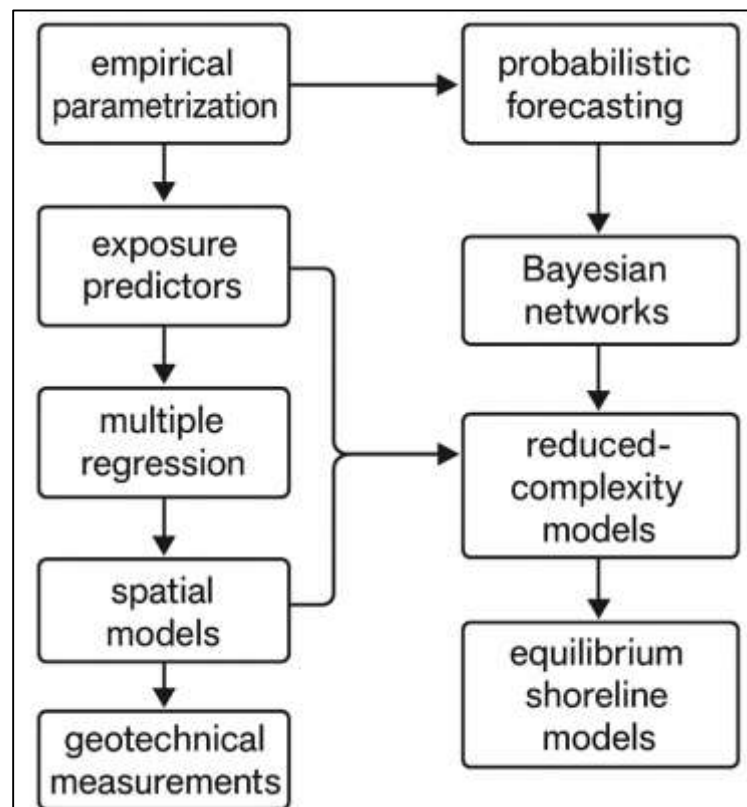 empirical
parametrization
probabilistic
forecasting
exposure
predictors
Bayesian
networks
multiple
regression
reduced-
complexity
models
spatial
models
equilibrium
shoreline
models
geotechnical
measurements